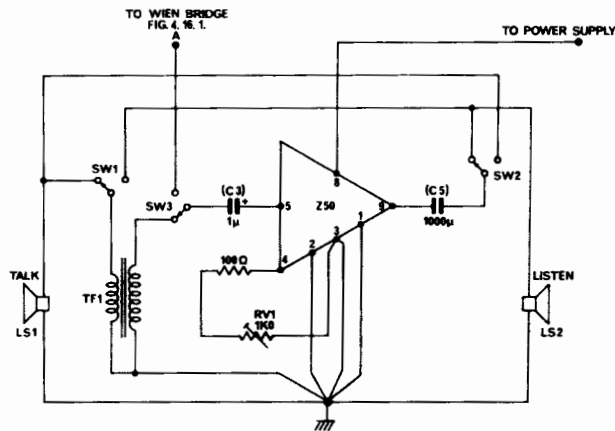 TO WIEN BRIDGE
FIG. 4. 16. 1.
A
TO POWER SUPPLY
SW1
SW3
(C3)
+
1µ
5
Z50
8
9
1
3
2
4
(C5)
1000µ
SW2
100Ω
RV1
1K0
TF1
TALK
LS1
LISTEN
LS2